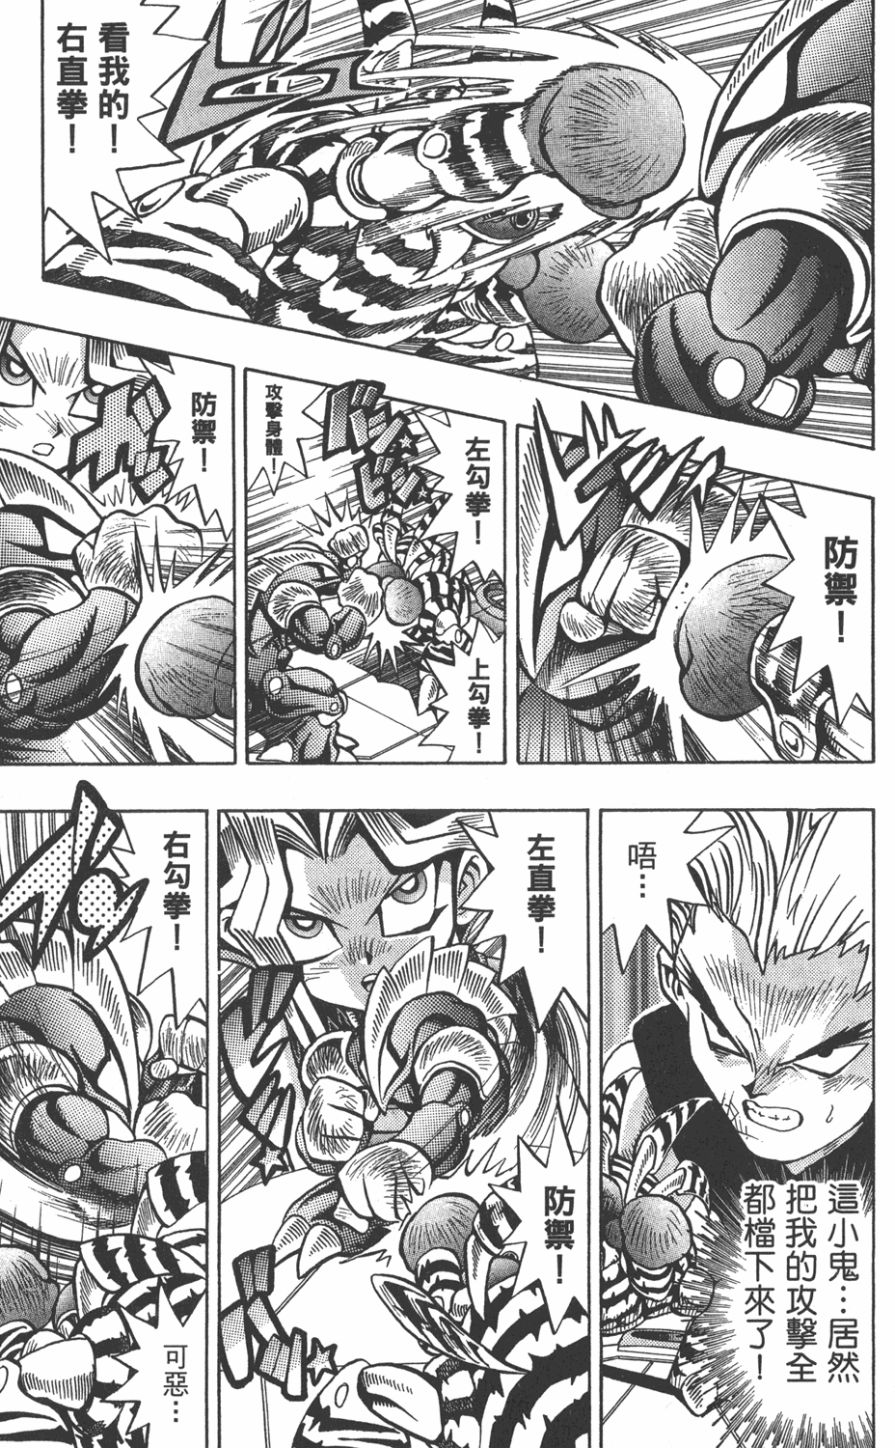 看我的！
右直拳！
防禦！
左勾拳！
上勾拳！
攻擊身體！
防禦！
唔…
這小鬼…居然
把我的攻擊全
都檔下來了！
左直拳！
防禦！
右勾拳！
可惡…